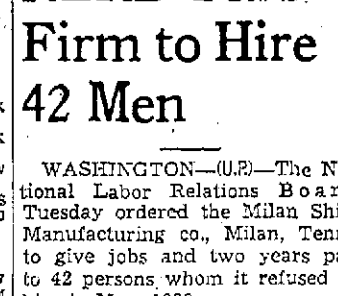 Firm to Hire
42 Men
WASHINGTON—(U.P.)—The N
tional Labor Relations Boar
Tuesday ordered the Milan Shi
Manufacturing co., Milan, Tenn
to give jobs and two years pa
to 42 persons whom it refused